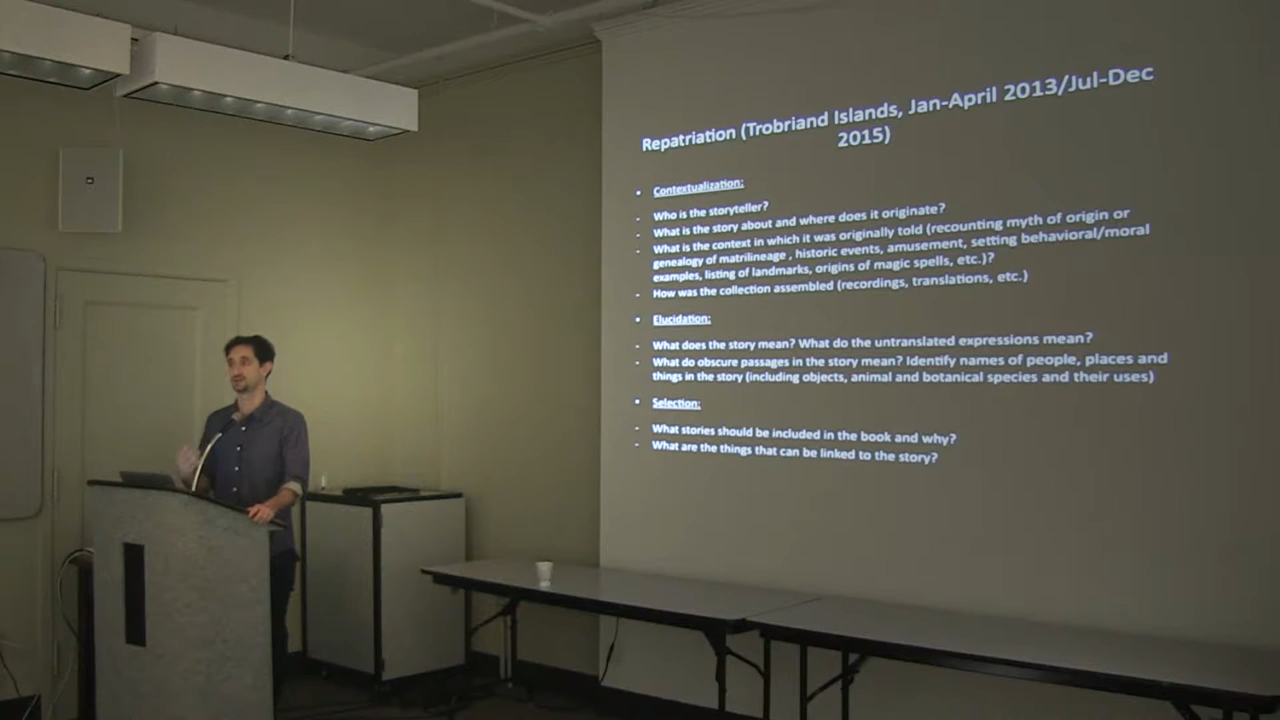 Repatriation (Trobriand Islands, Jan-April 2013/Jul-Dec
2015)
• Contextualization:
- Who is the storyteller?
- What is the story about and where does it originate?
- What is the context in which it was originally told (recounting myth of origin or
genealogy of matrilineage , historic events, amusement, setting behavioral/moral
examples, listing of landmarks, origins of magic spells, etc.)?
- How was the collection assembled (recordings, translations, etc.)
• Elucidation:
- What does the story mean? What do the untranslated expressions mean?
- What do obscure passages in the story mean? Identify names of people, places and
things in the story (including objects, animal and botanical species and their uses)
• Selection:
- What stories should be included in the book and why?
- What are the things that can be linked to the story?